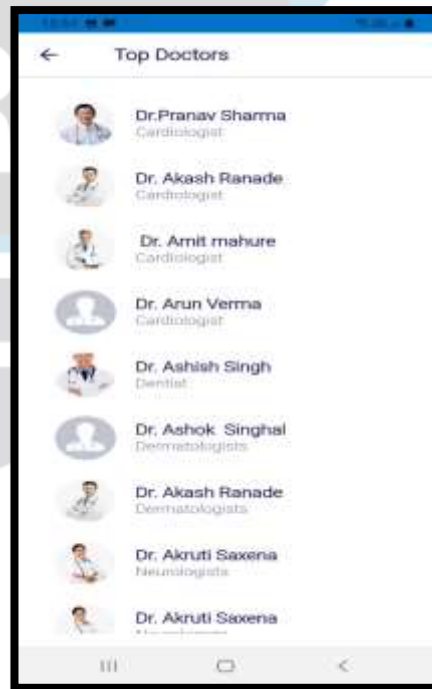 Top Doctors
Dr.Pranav Sharma
Cardiologist
Dr. Akash Ranade
Cardiologist
Dr. Amit mahure
Cardiologist
Dr. Arun Verma
Cardiologist
Dr. Ashish Singh
Dentist
Dr. Ashok Singhal
Dermatologists
Dr. Akash Ranade
Dermatologists
Dr. Akruti Saxena
Neurologists
Dr. Akruti Saxena